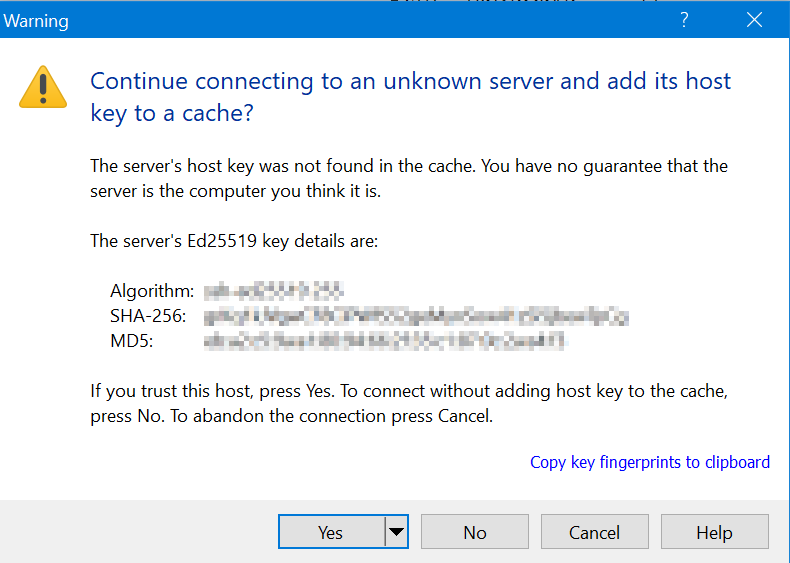 Warning
?
Continue connecting to an unknown server and add its host
key to a cache?
The server's host key was not found in the cache. You have no guarantee that the
server is the computer you think it is.
The server's Ed25519 key details are:
Algorithm:
SHA-256:
MD5:
If you trust this host, press Yes. To connect without adding host key to the cache,
press No. To abandon the connection press Cancel.
Copy key fingerprints to clipboard
Yes No Cancel Help